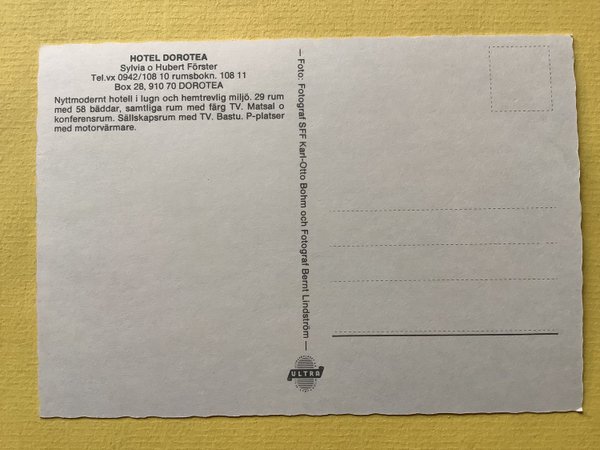 HOTEL DOROTEA
Sylvia o Hubert Förster
Tel.vx 0942/108 10 rumsbokn. 108 11
Box 28, 910 70 DOROTEA
Nyttmodernt hotell i lugn och hemtrevlig miljö. 29 rum
med 58 bäddar, samtliga rum med färg TV. Matsal o
konferensrum. Sällskapsrum med TV. Bastu. P-platser
med motorvärmare.
— Foto: Fotograf SFF Karl-Otto Bohm och Fotograf Bernt Lindström —
ULTRA